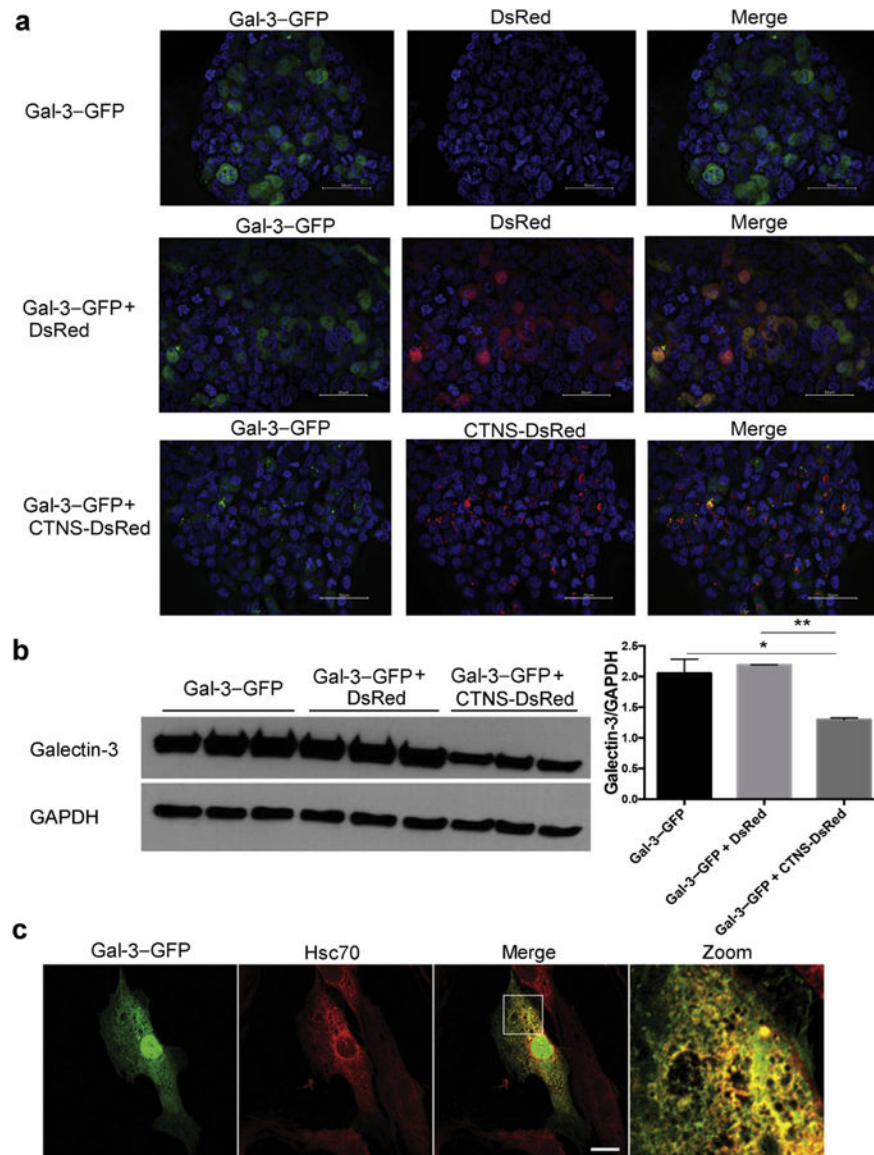 a
Gal-3–GFP DsRed Merge
Gal-3–GFP
Gal-3–GFP DsRed Merge
Gal-3–GFP +
DsRed
Gal-3–GFP CTNS-DsRed Merge
Gal-3–GFP +
CTNS-DsRed
b
Gal-3–GFP
Gal-3–GFP +
DsRed
Gal-3–GFP +
CTNS-DsRed
Galectin-3
GAPDH
**
*
Galectin-3/GAPDH
2.5
2.0
1.5
1.0
0.5
0.0
Gal-3–GFP
Gal-3–GFP + DsRed
Gal-3–GFP + CTNS-DsRed
c
Gal-3–GFP Hsc70 Merge Zoom